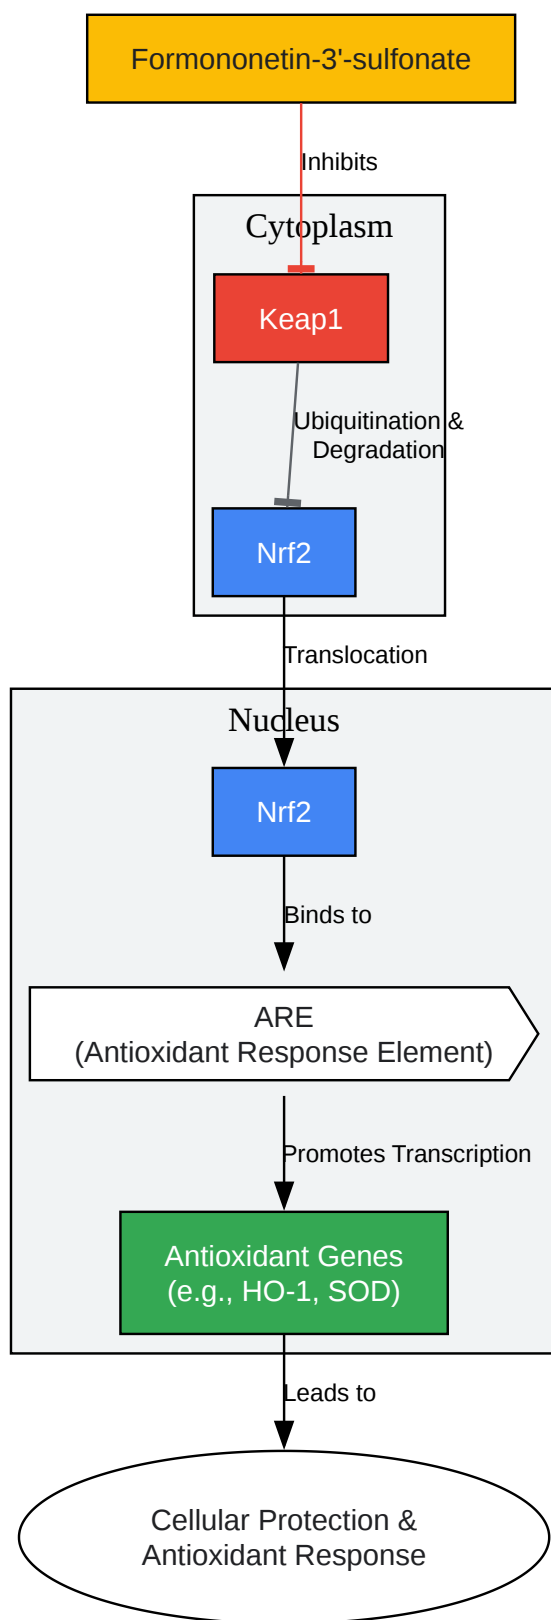 Formononetin-3'-sulfonate
Inhibits
Cytoplasm
Keap1
Ubiquitination &
Degradation
Nrf2
Translocation
Nucleus
Nrf2
Binds to
ARE
(Antioxidant Response Element)
Promotes Transcription
Antioxidant Genes
(e.g., HO-1, SOD)
Leads to
Cellular Protection &
Antioxidant Response